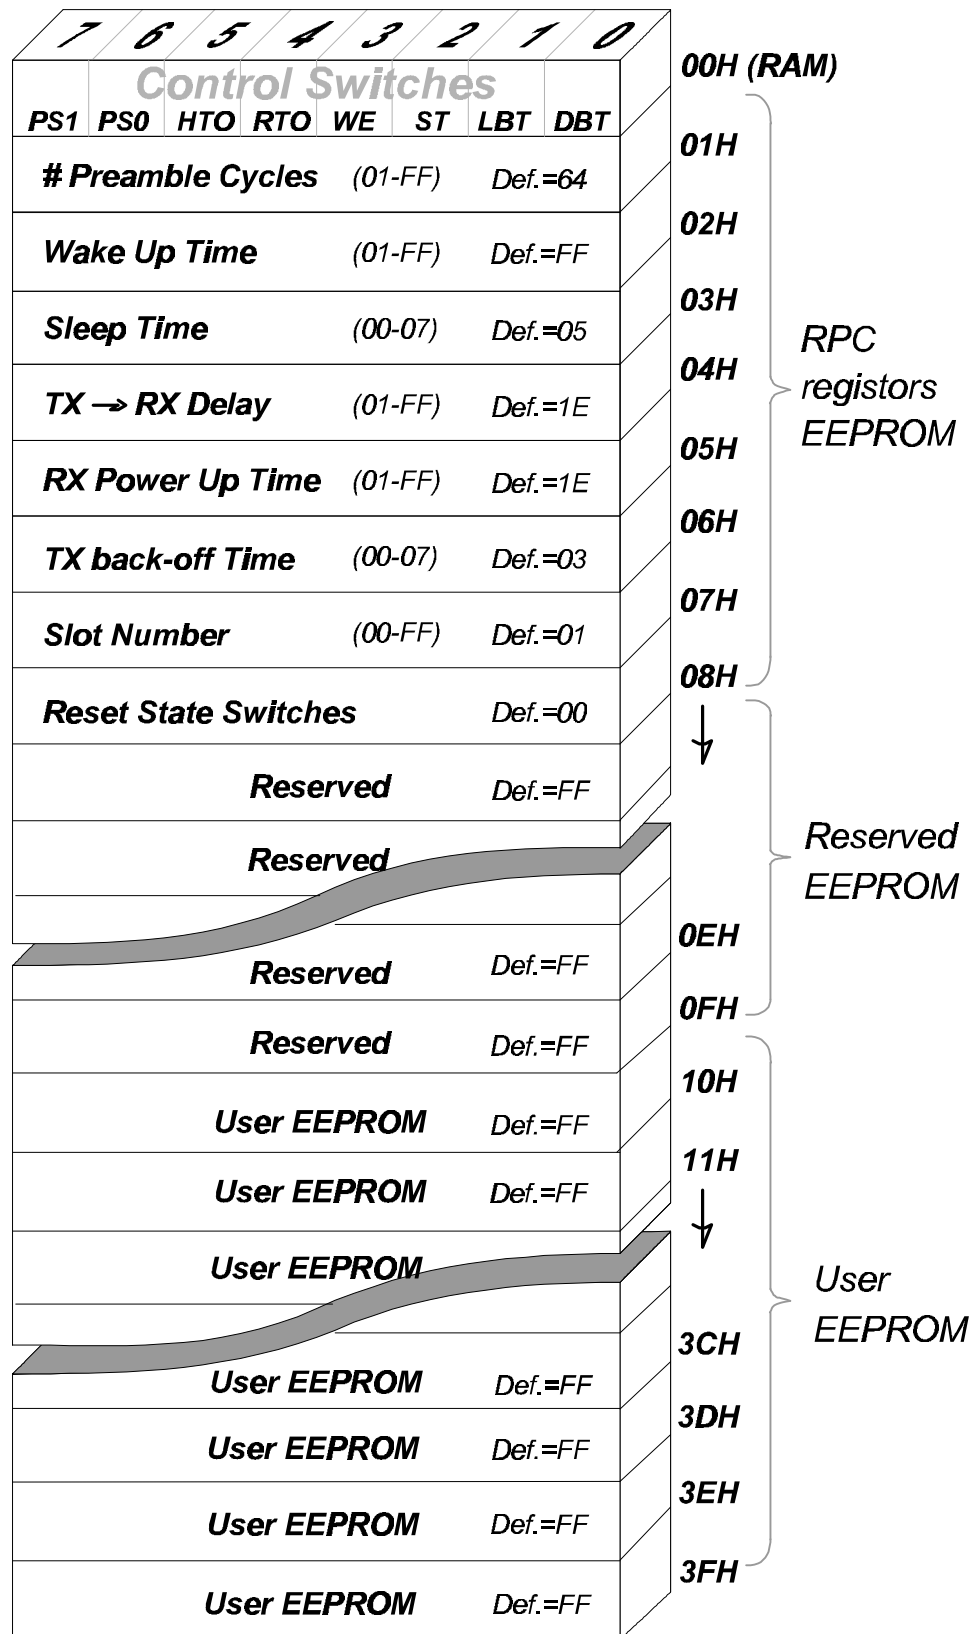 7 6 5 4 3 2 1 0
Control Switches
00H (RAM)
PS1 PS0 HTO RTO WE ST LBT DBT
01H
# Preamble Cycles (01-FF) Def.=64
02H
Wake Up Time (01-FF) Def.=FF
03H
Sleep Time (00-07) Def.=05
04H
TX → RX Delay (01-FF) Def.=1E
05H
RX Power Up Time (01-FF) Def.=1E
06H
TX back-off Time (00-07) Def.=03
07H
Slot Number (00-FF) Def.=01
08H
Reset State Switches Def.=00
RPC
registors
EEPROM
Reserved Def.=FF
Reserved
Reserved
EEPROM
0EH
Reserved Def.=FF
0FH
Reserved Def.=FF
10H
User EEPROM Def.=FF
11H
User EEPROM Def.=FF
User EEPROM
User
EEPROM
3CH
User EEPROM Def.=FF
3DH
User EEPROM Def.=FF
3EH
User EEPROM Def.=FF
3FH
User EEPROM Def.=FF